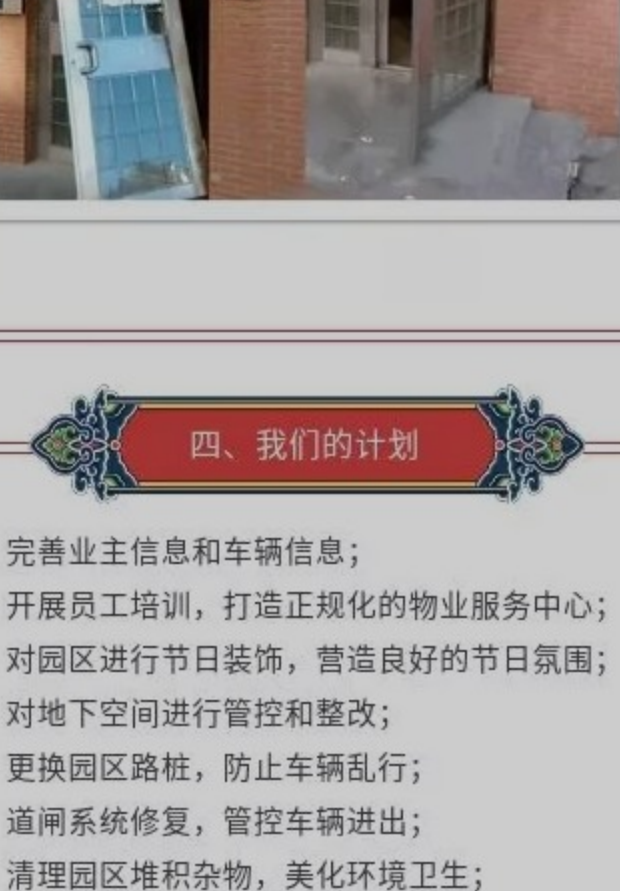 四、我们的计划
完善业主信息和车辆信息；
开展员工培训，打造正规化的物业服务中心；
对园区进行节日装饰，营造良好的节日氛围；
对地下空间进行管控和整改；
更换园区路桩，防止车辆乱行；
道闸系统修复，管控车辆进出；
清理园区堆积杂物，美化环境卫生；